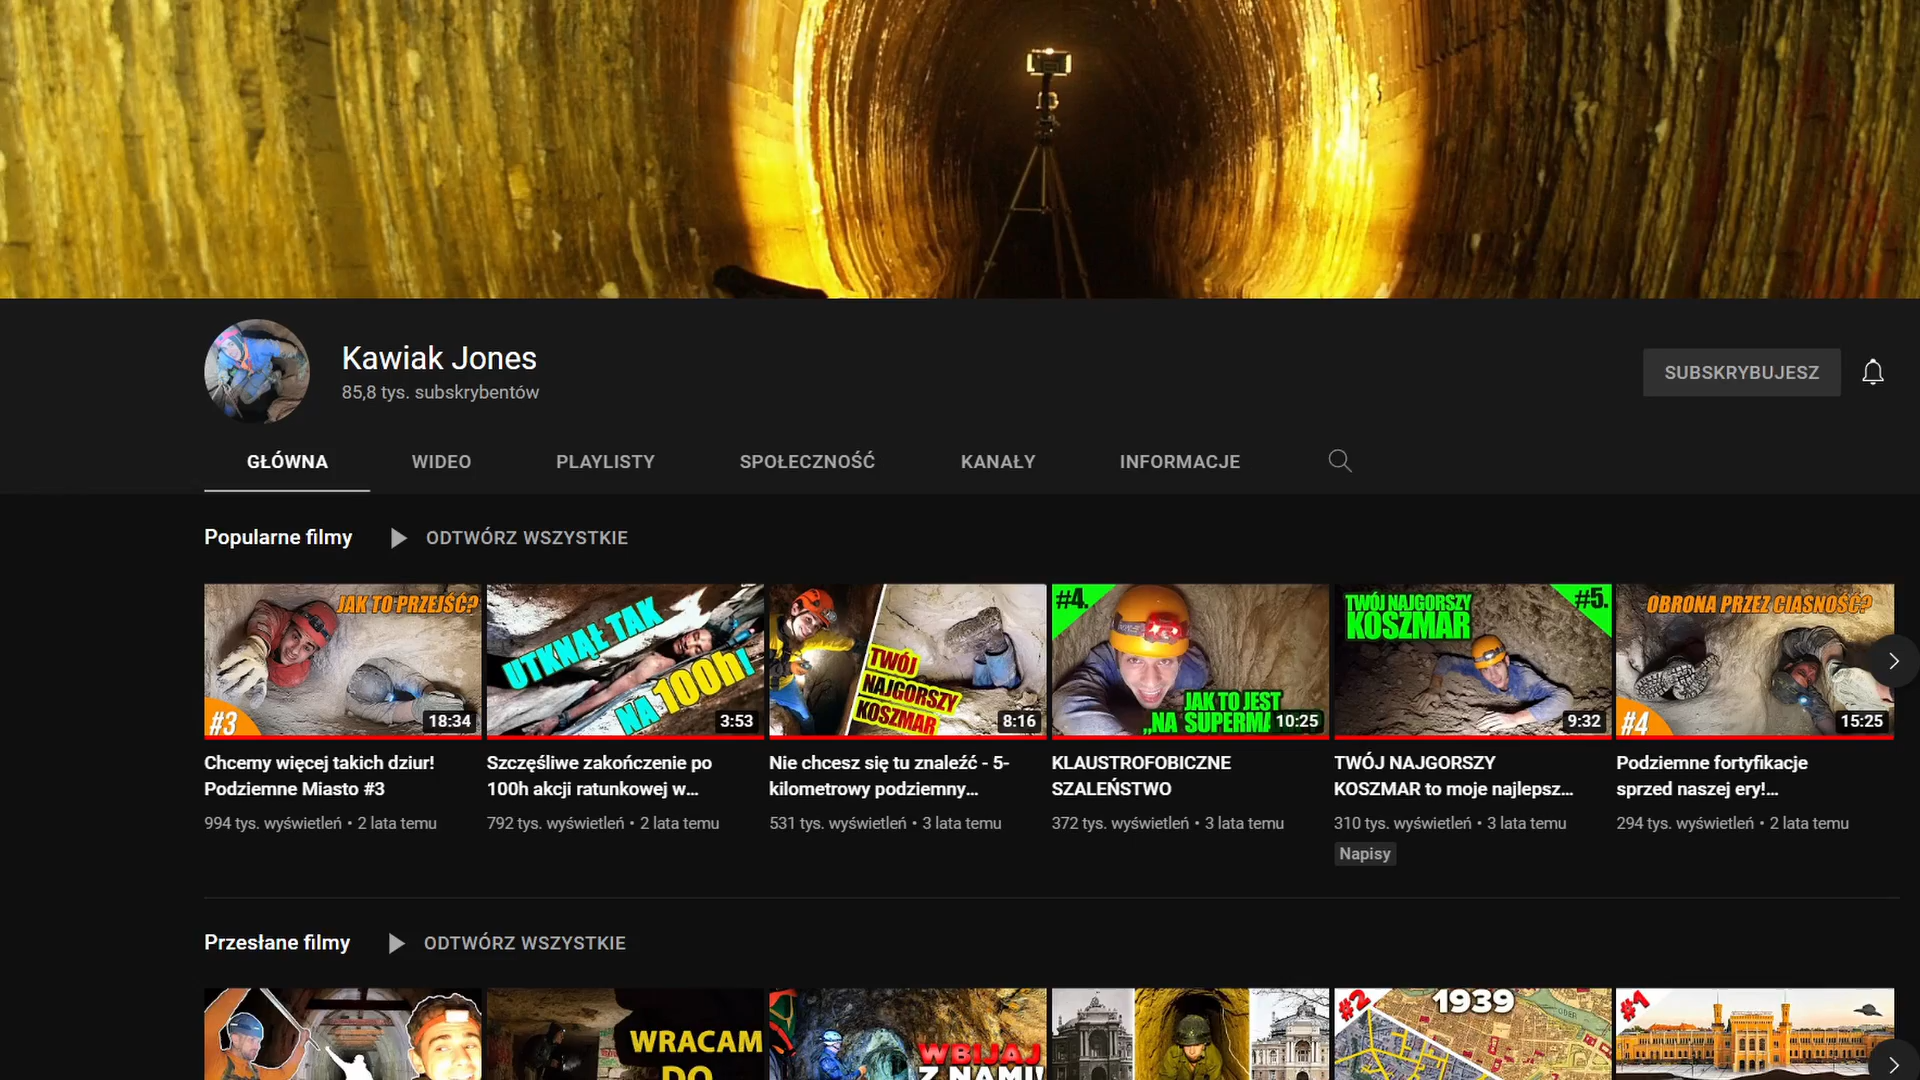 Kawiak Jones
85,8 tys. subskrybentów
SUBSKRYBUJESZ
GŁÓWNA
WIDEO
PLAYLISTY
SPOŁECZNOŚĆ
KANAŁY
INFORMACJE
Popularne filmy
ODTWÓRZ WSZYSTKIE
JAK TO PRZEJŚĆ?
#3
18:34
UTKNĄŁ TAK
NA 100h!
3:53
TWÓJ
NAJGORSZY
KOSZMAR
8:16
#4.
JAK TO JEST
„NA SUPERMA
10:25
TWÓJ NAJGORSZY
KOSZMAR
#5.
9:32
OBRONA PRZEZ CIASNOŚĆ?
#4
15:25
Chcemy więcej takich dziur!
Podziemne Miasto #3
994 tys. wyświetleń • 2 lata temu
Szczęśliwe zakończenie po
100h akcji ratunkowej w...
792 tys. wyświetleń • 2 lata temu
Nie chcesz się tu znaleźć - 5-
kilometrowy podziemny...
531 tys. wyświetleń • 3 lata temu
KLAUSTROFOBICZNE
SZALEŃSTWO
372 tys. wyświetleń • 3 lata temu
TWÓJ NAJGORSZY
KOSZMAR to moje najlepsz...
310 tys. wyświetleń • 3 lata temu
Napisy
Podziemne fortyfikacje
sprzed naszej ery!...
294 tys. wyświetleń • 2 lata temu
Przesłane filmy
ODTWÓRZ WSZYSTKIE
WRACAM
DO
WBIJAJ
Z NAMI!
#2
1939
#1